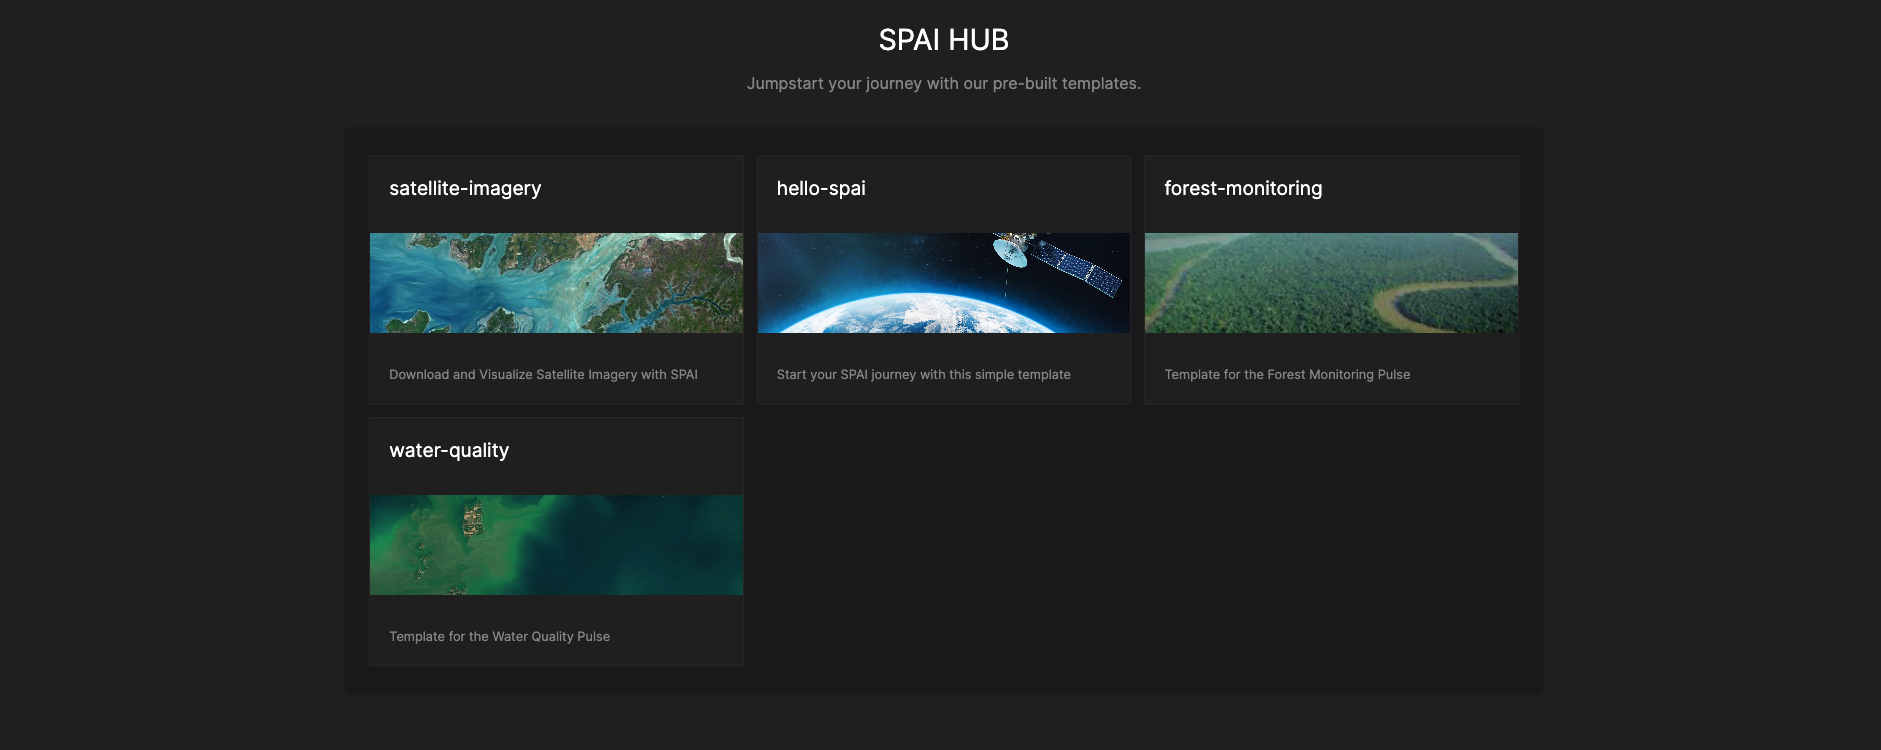 SPAI HUB
Jumpstart your journey with our pre-built templates.
satellite-imagery
Download and Visualize Satellite Imagery with SPAI
hello-spai
Start your SPAI journey with this simple template
forest-monitoring
Template for the Forest Monitoring Pulse
water-quality
Template for the Water Quality Pulse